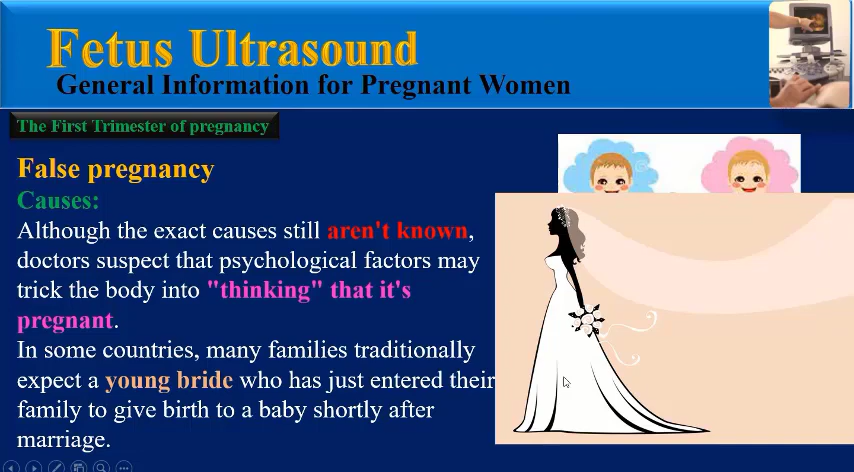 Fetus Ultrasound
General Information for Pregnant Women
The First Trimester of pregnancy
False pregnancy
Causes:
Although the exact causes still aren't known,
doctors suspect that psychological factors may
trick the body into "thinking" that it's
pregnant.
In some countries, many families traditionally
expect a young bride who has just entered their
family to give birth to a baby shortly after
marriage.